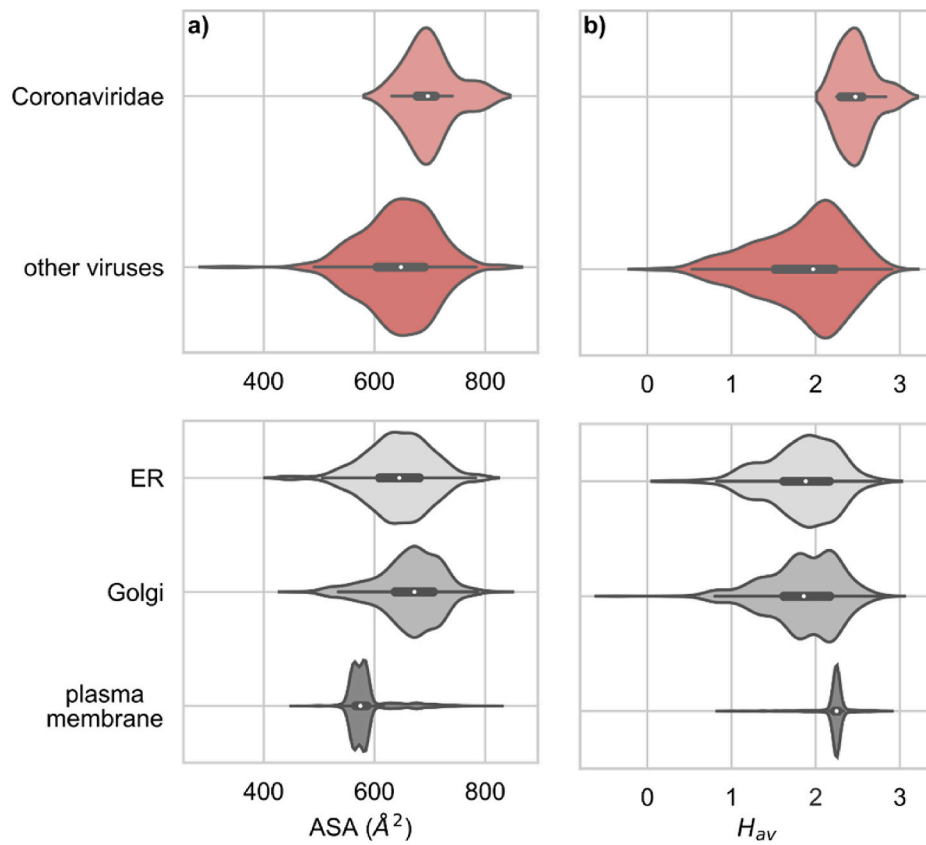 a)
b)
Coronaviridae
other viruses
400 600 800
0 1 2 3
ER
Golgi
plasma
membrane
400 600 800
0 1 2 3
ASA (Å²)
H_av